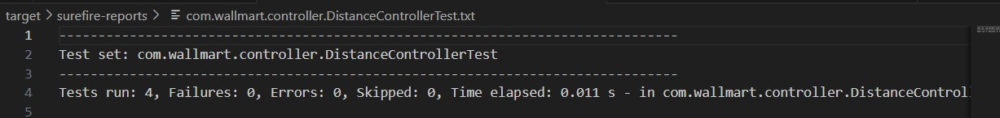 target > surefire-reports > com.wallmart.controller.DistanceControllerTest.txt
1 -------------------------------------------------------------------------------
2 Test set: com.wallmart.controller.DistanceControllerTest
3 -------------------------------------------------------------------------------
4 Tests run: 4, Failures: 0, Errors: 0, Skipped: 0, Time elapsed: 0.011 s - in com.wallmart.controller.DistanceControl
5